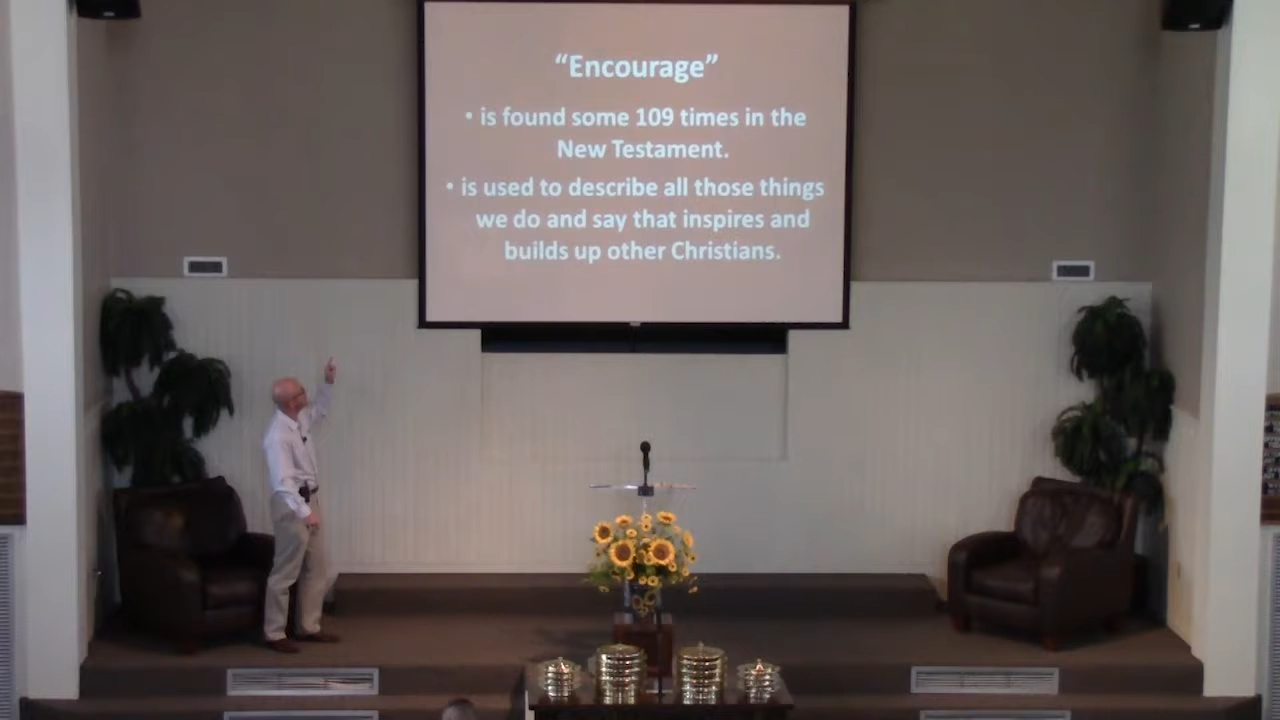 “Encourage”
• is found some 109 times in the
New Testament.
• is used to describe all those things
we do and say that inspires and
builds up other Christians.